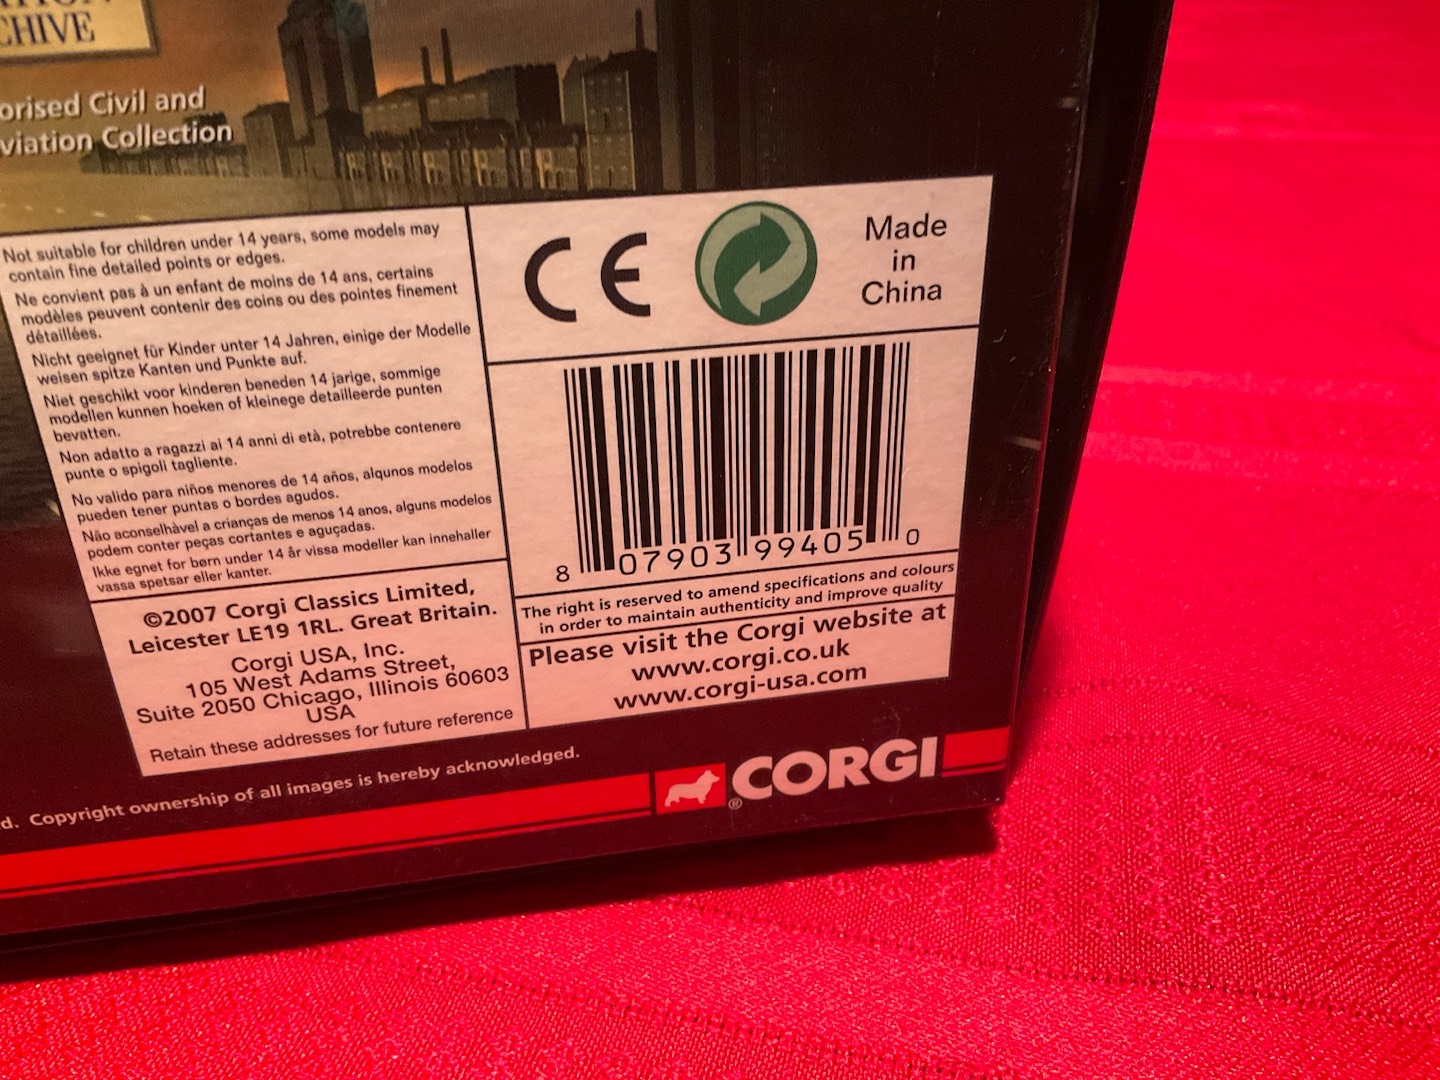 CHIVE
orised Civil and
viation Collection
Not suitable for children under 14 years, some models may
contain fine detailed points or edges.
Ne convient pas à un enfant de moins de 14 ans, certains
modèles peuvent contenir des coins ou des pointes finement
détaillées.
Nicht geeignet für Kinder unter 14 Jahren, einige der Modelle
weisen spitze Kanten und Punkte auf.
Niet geschikt voor kinderen beneden 14 jarige, sommige
modellen kunnen hoeken of kleinege detailleerde punten
bevatten.
Non adatto a ragazzi ai 14 anni di età, potrebbe contenere
punte o spigoli tagliente.
No valido para niños menores de 14 años, alqunos modelos
pueden tener puntas o bordes agudos.
Não aconselhàvel a crianças de menos 14 anos, alguns modelos
podem conter peças cortantes e aguçadas.
Ikke egnet for børn under 14 år vissa modeller kan innehaller
vassa spetsar eller kanter.
©2007 Corgi Classics Limited,
Leicester LE19 1RL. Great Britain.
Corgi USA, Inc.
105 West Adams Street,
Suite 2050 Chicago, Illinois 60603
USA
Retain these addresses for future reference
CE
Made
in
China
8 07903 99405 0
The right is reserved to amend specifications and colours
in order to maintain authenticity and improve quality
Please visit the Corgi website at
www.corgi.co.uk
www.corgi-usa.com
d. Copyright ownership of all images is hereby acknowledged.
® CORGI